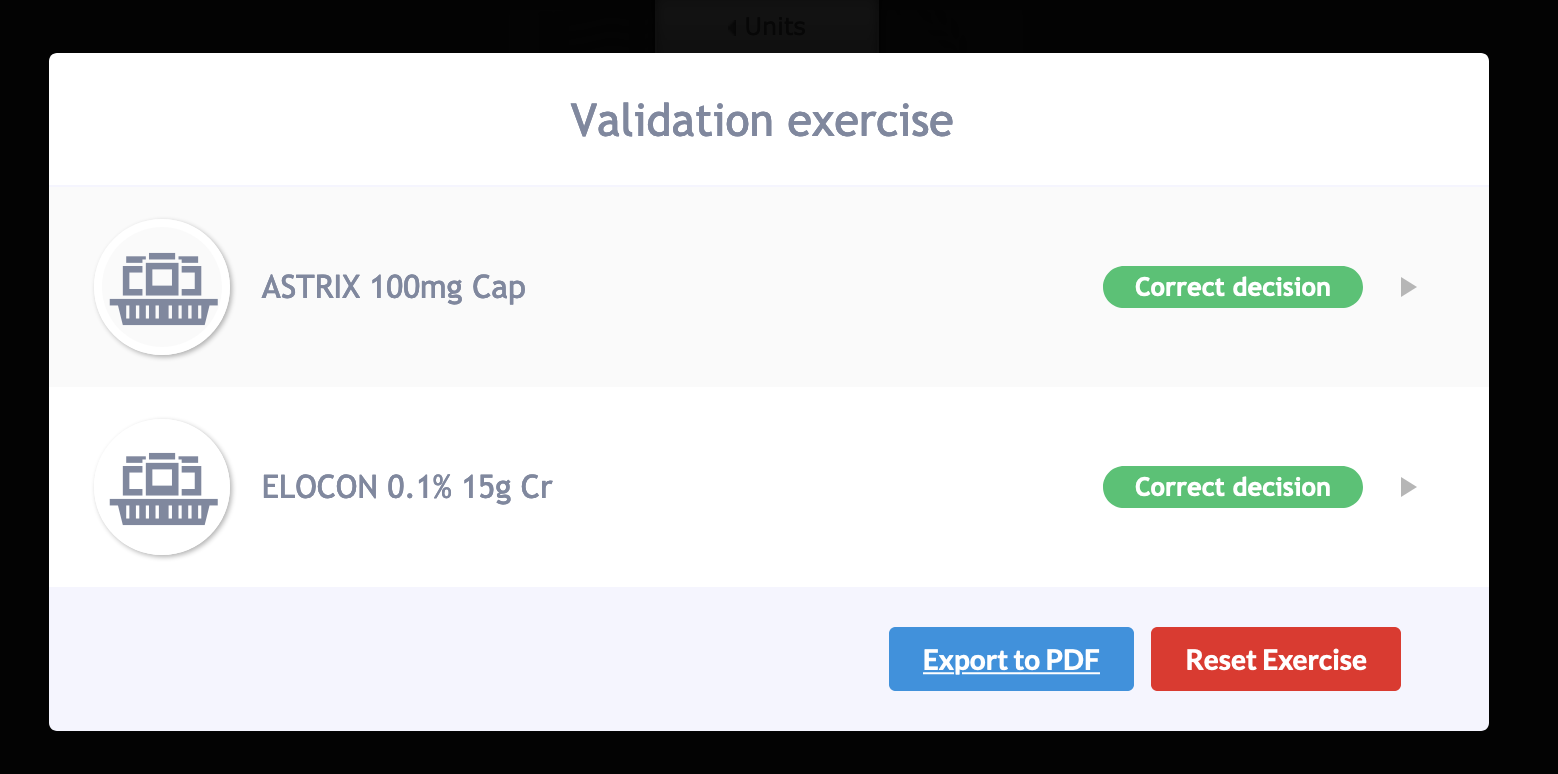 Units
Validation exercise
ASTRIX 100mg Cap
Correct decision
ELOCON 0.1% 15g Cr
Correct decision
Export to PDF
Reset Exercise